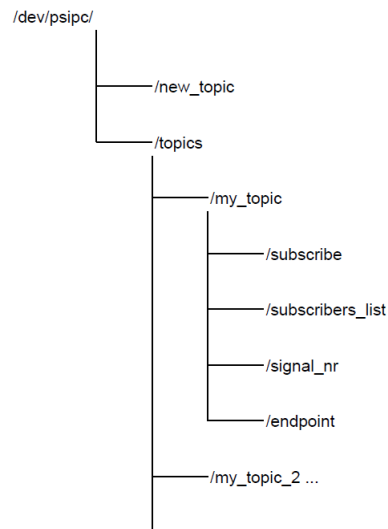 /dev/psipc/
/new_topic
/topics
/my_topic
/subscribe
/subscribers_list
/signal_nr
/endpoint
/my_topic_2 ...